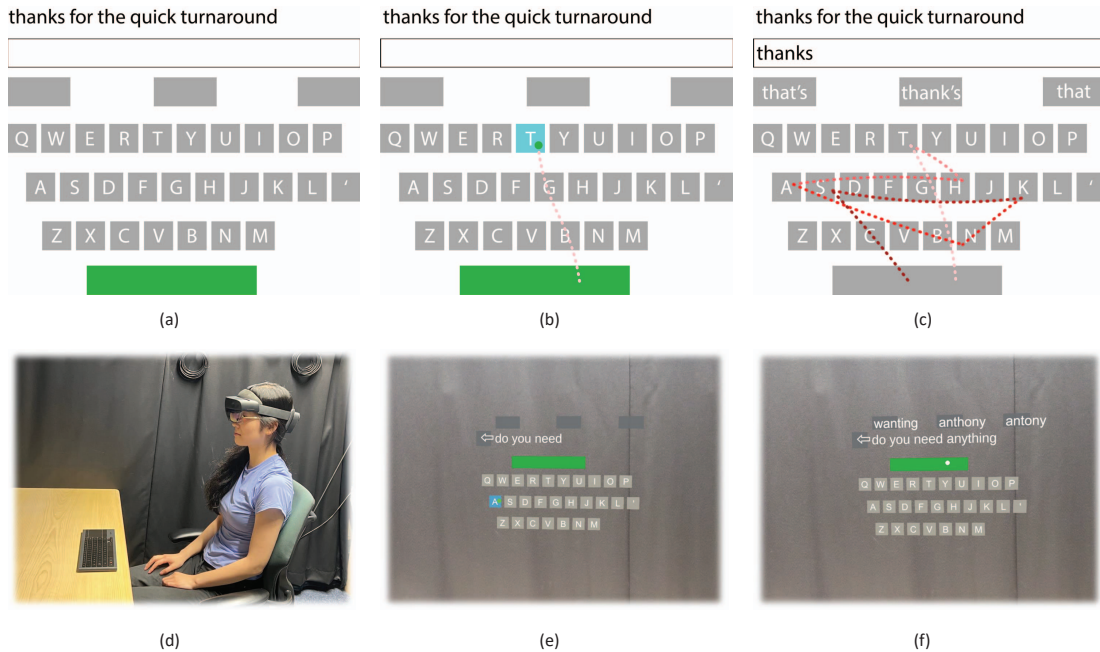 thanks for the quick turnaround
Q W E R T Y U I O P
A S D F G H J K L '
Z X C V B N M
(a)
thanks for the quick turnaround
Q W E R T Y U I O P
A S D F G H J K L '
Z X C V B N M
(b)
thanks for the quick turnaround
thanks
that's thank's that
Q W E R T Y U I O P
A S D F G H J K L '
Z X C V B N M
(c)
(d)
⇦do you need
Q W E R T Y U I O P
A S D F G H J K L '
Z X C V B N M
(e)
wanting anthony antony
⇦do you need anything
Q W E R T Y U I O P
A S D F G H J K L '
Z X C V B N M
(f)